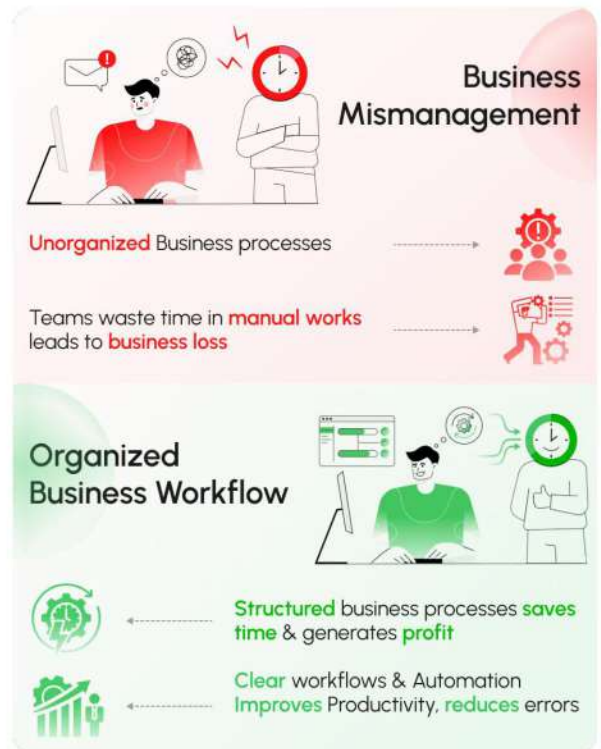 Business
Mismanagement
Unorganized Business processes
Teams waste time in manual works
leads to business loss
Organized
Business Workflow
Structured business processes saves
time & generates profit
Clear workflows & Automation
Improves Productivity, reduces errors